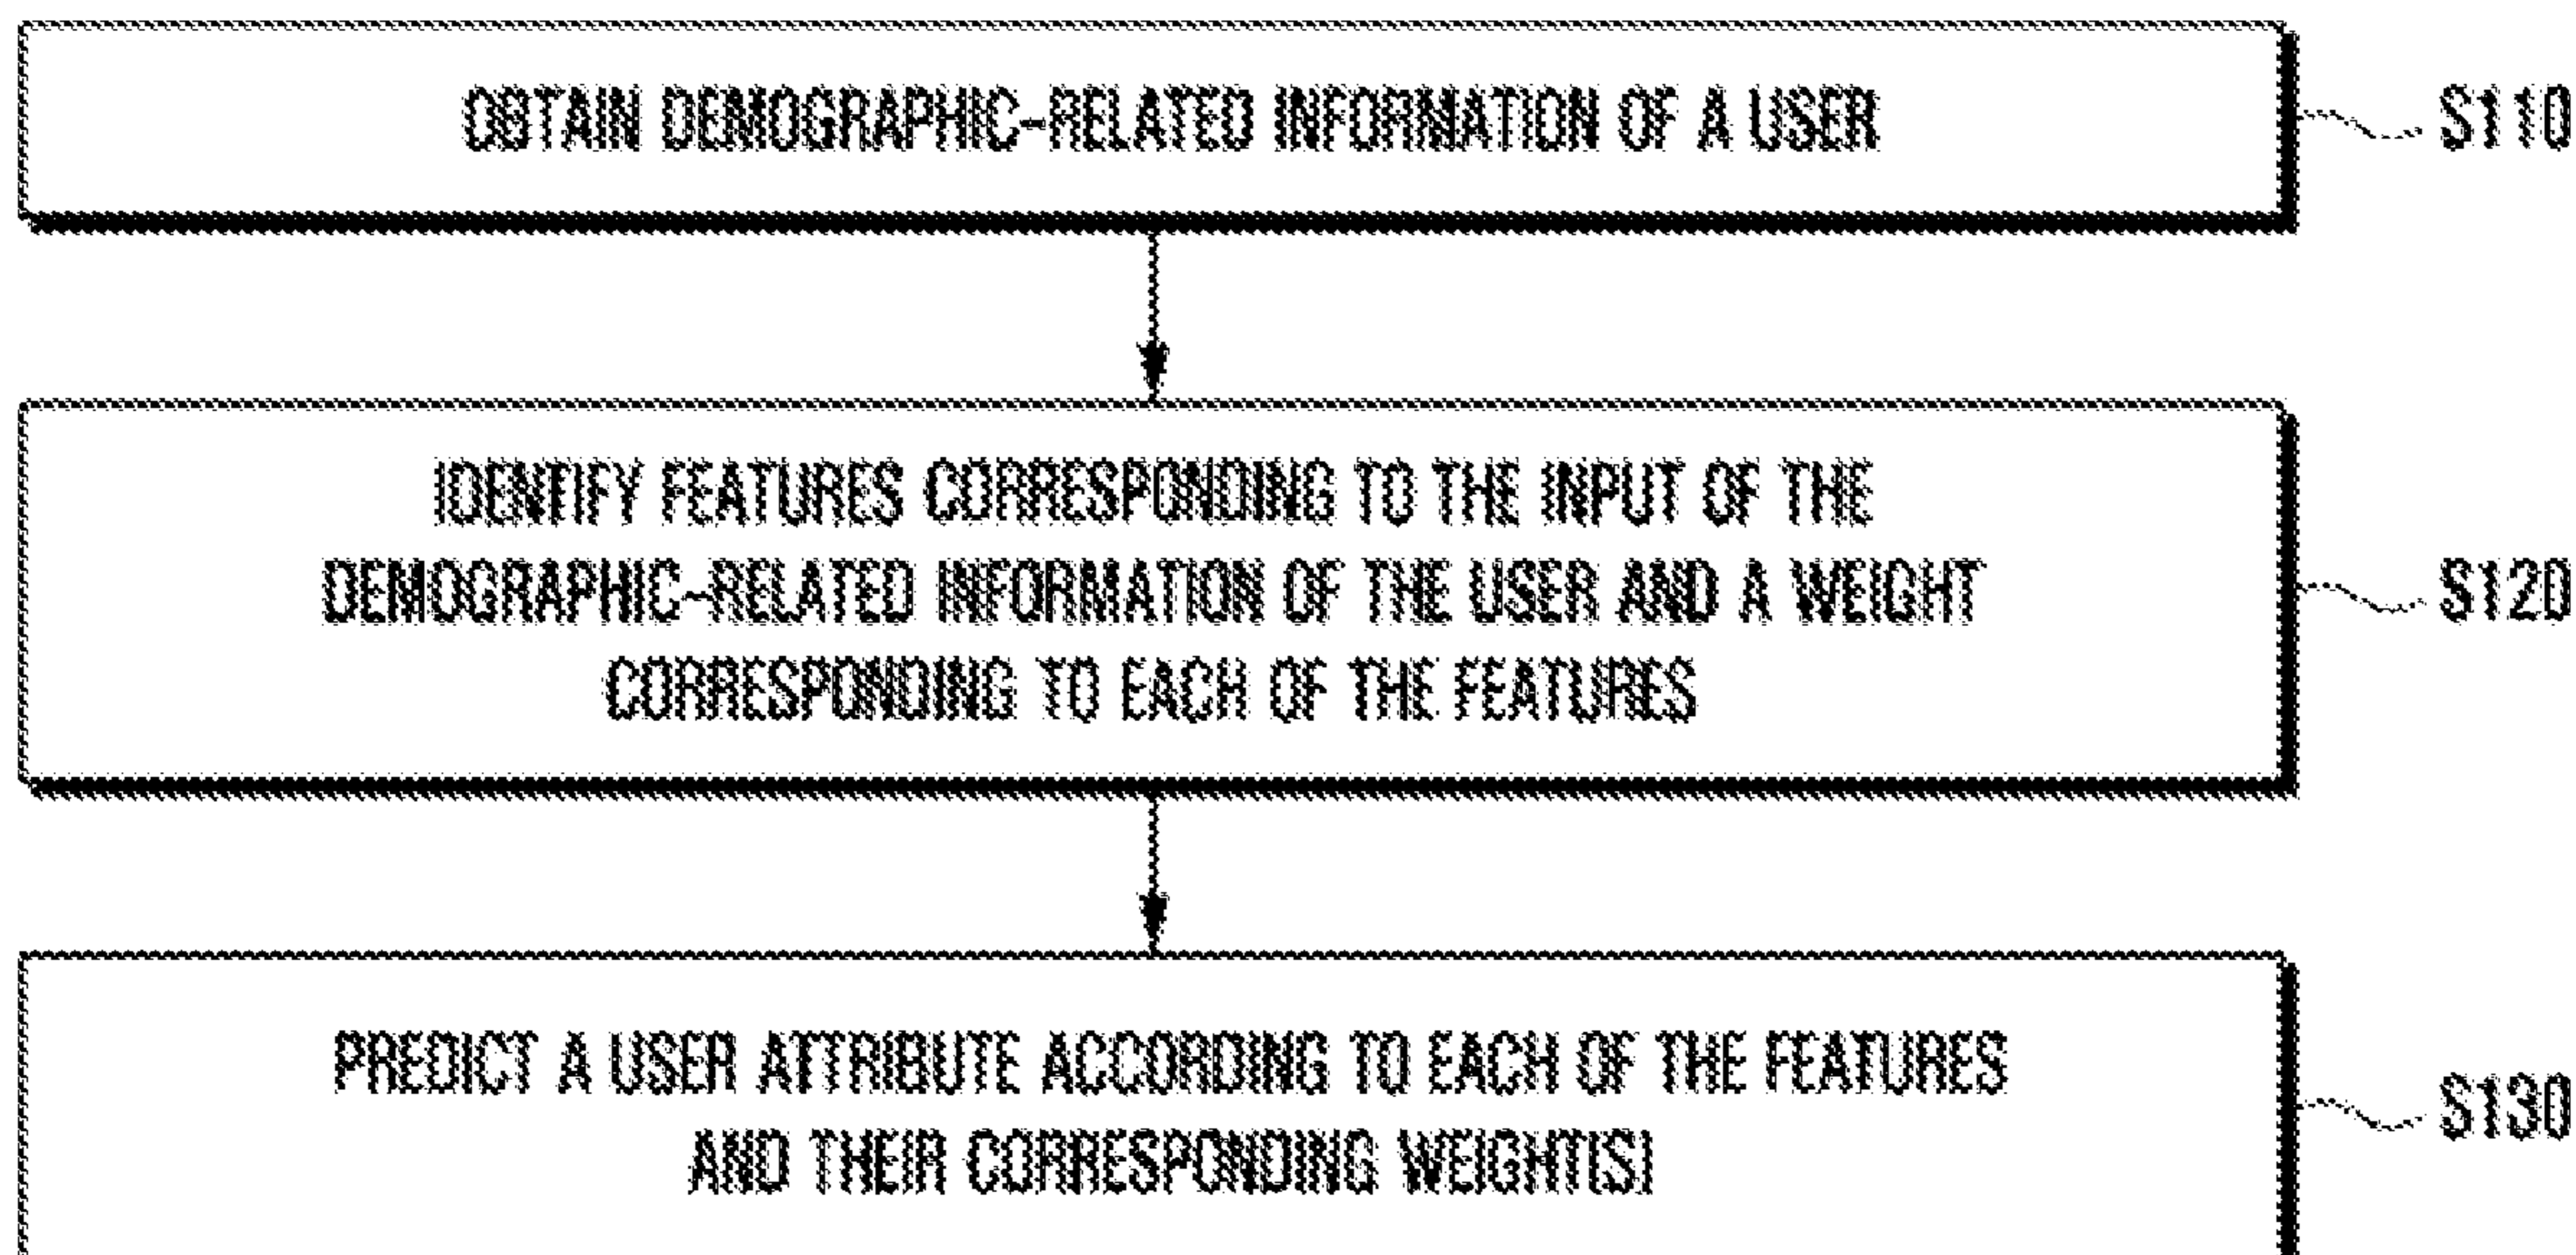 OBTAIN DEMOGRAPHIC-RELATED INFORMATION OF A USER
S110
IDENTIFY FEATURES CORRESPONDING TO THE INPUT OF THE
DEMOGRAPHIC-RELATED INFORMATION OF THE USER AND A WEIGHT
CORRESPONDING TO EACH OF THE FEATURES
S120
PREDICT A USER ATTRIBUTE ACCORDING TO EACH OF THE FEATURES
AND THEIR CORRESPONDING WEIGHT(S)
S130